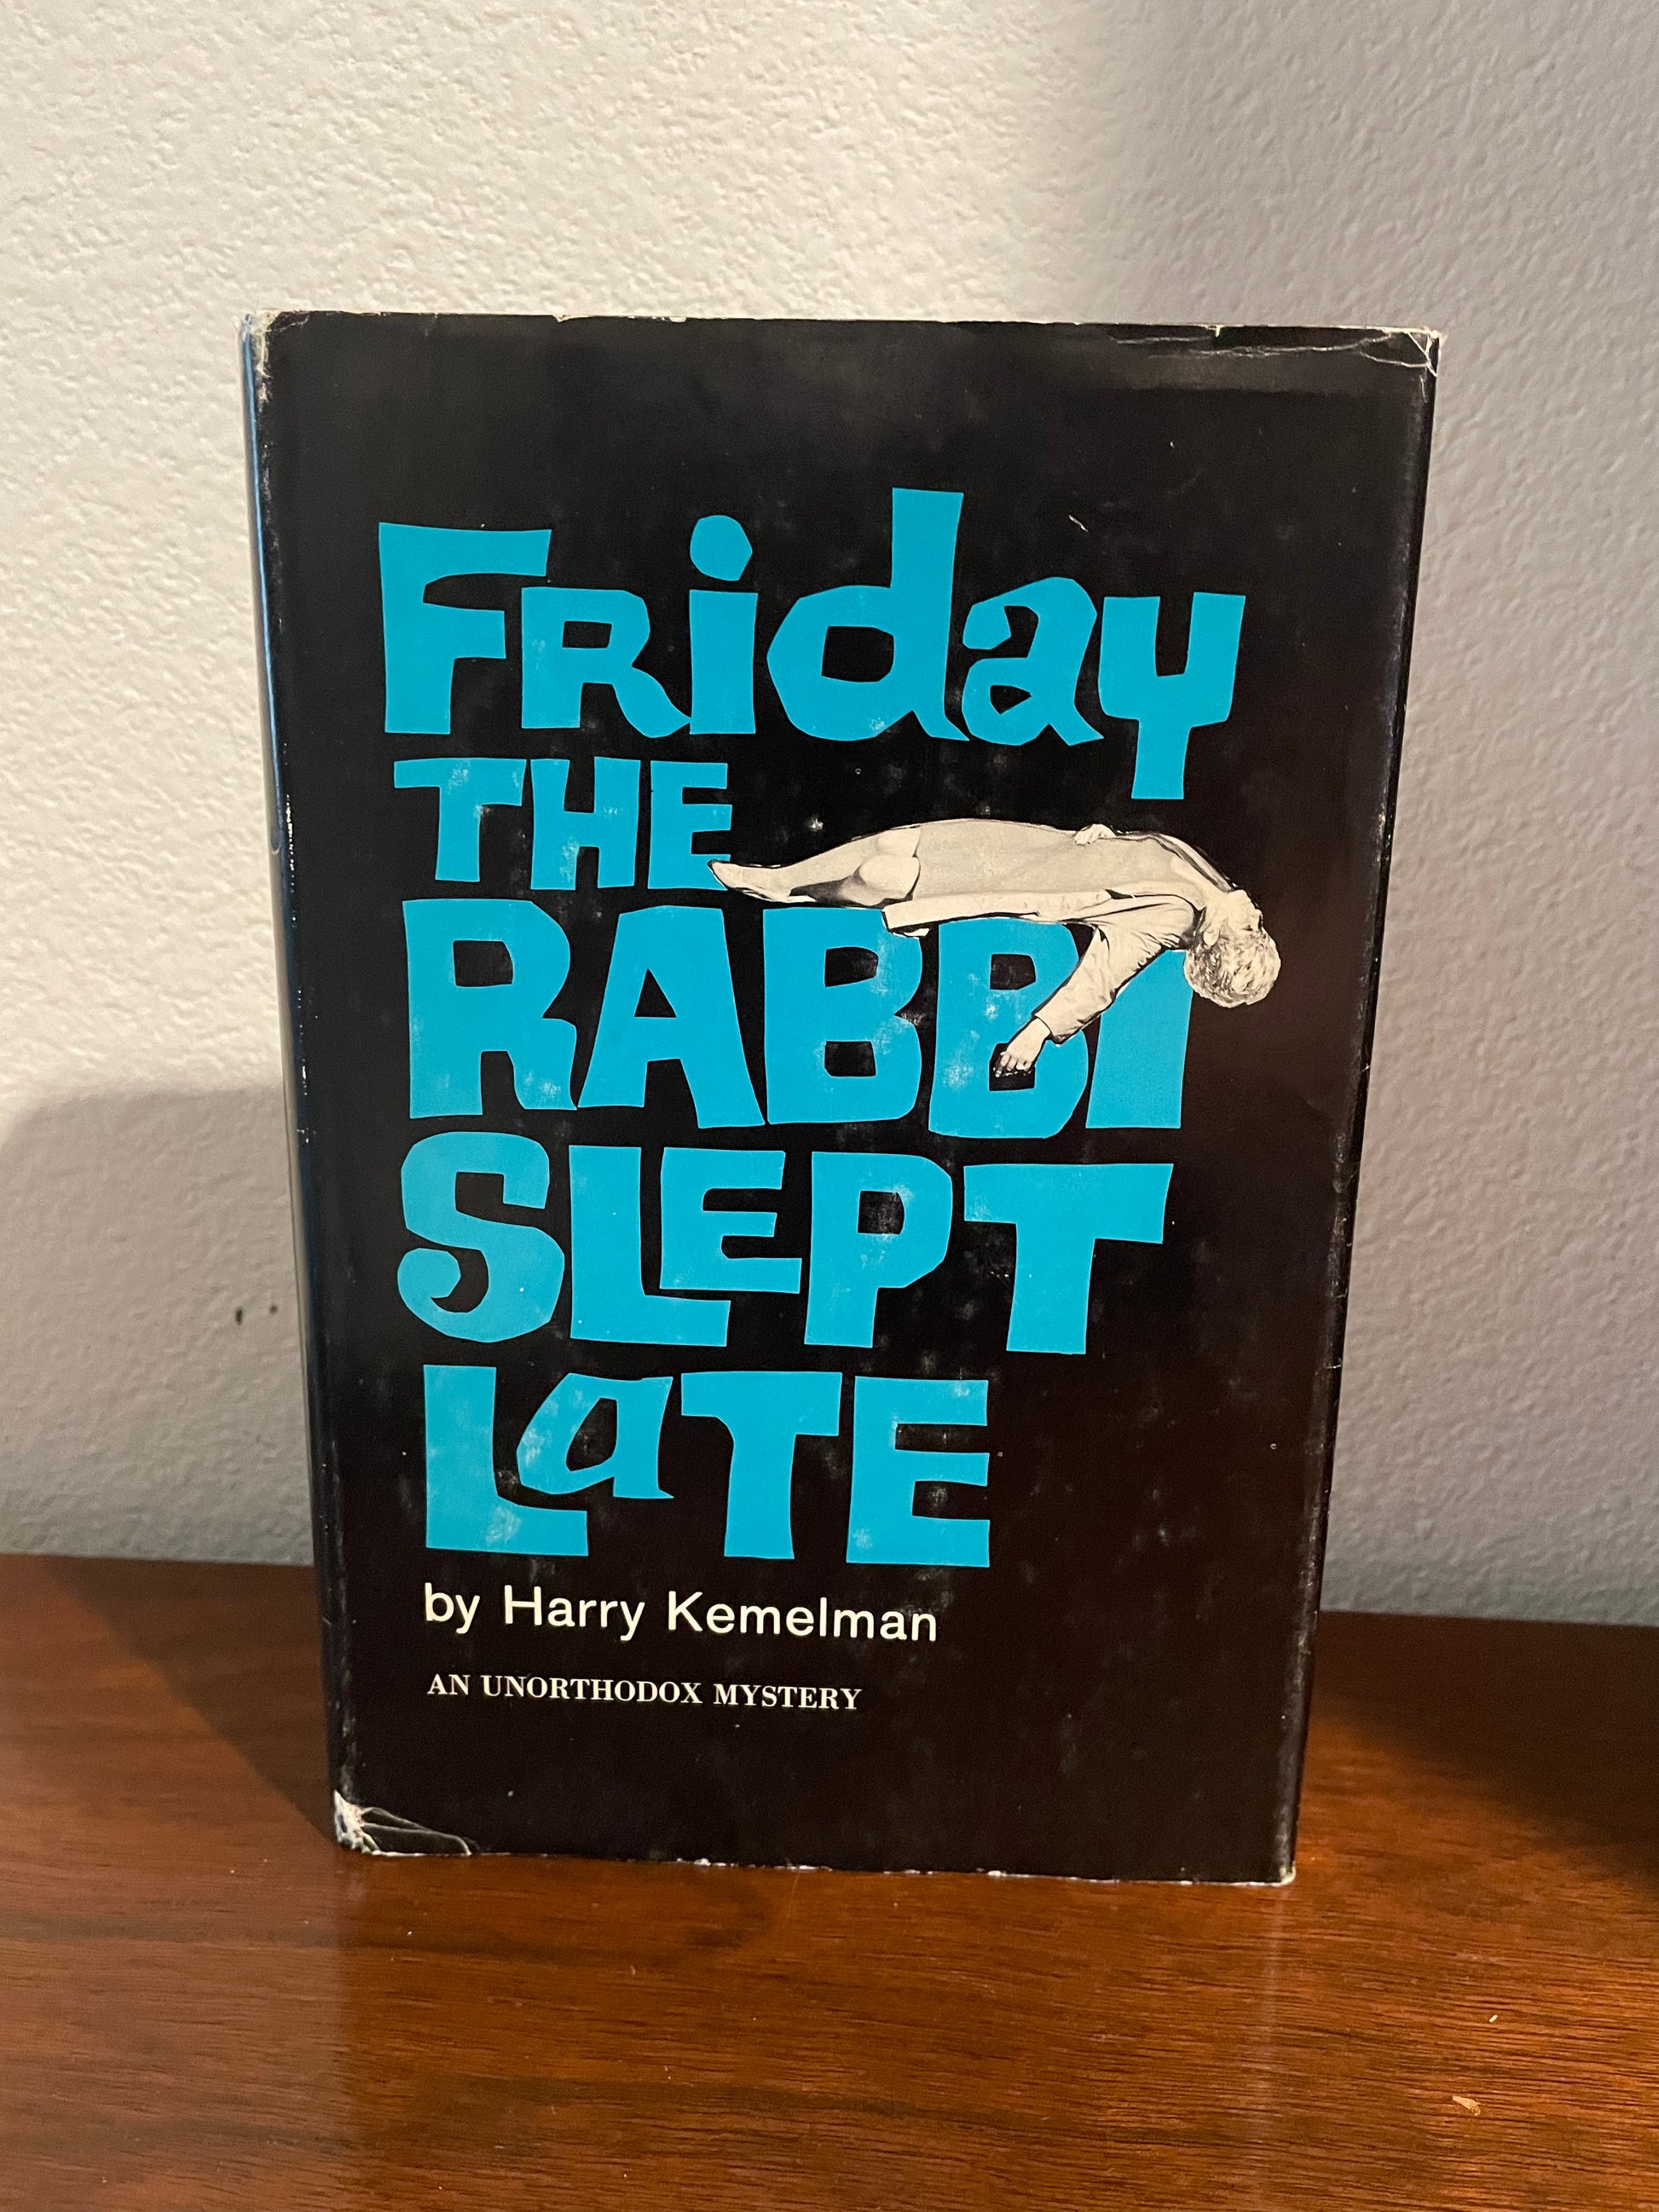 Friday
THE
RABBI
SLEPT
LaTE
by Harry Kemelman
AN UNORTHODOX MYSTERY